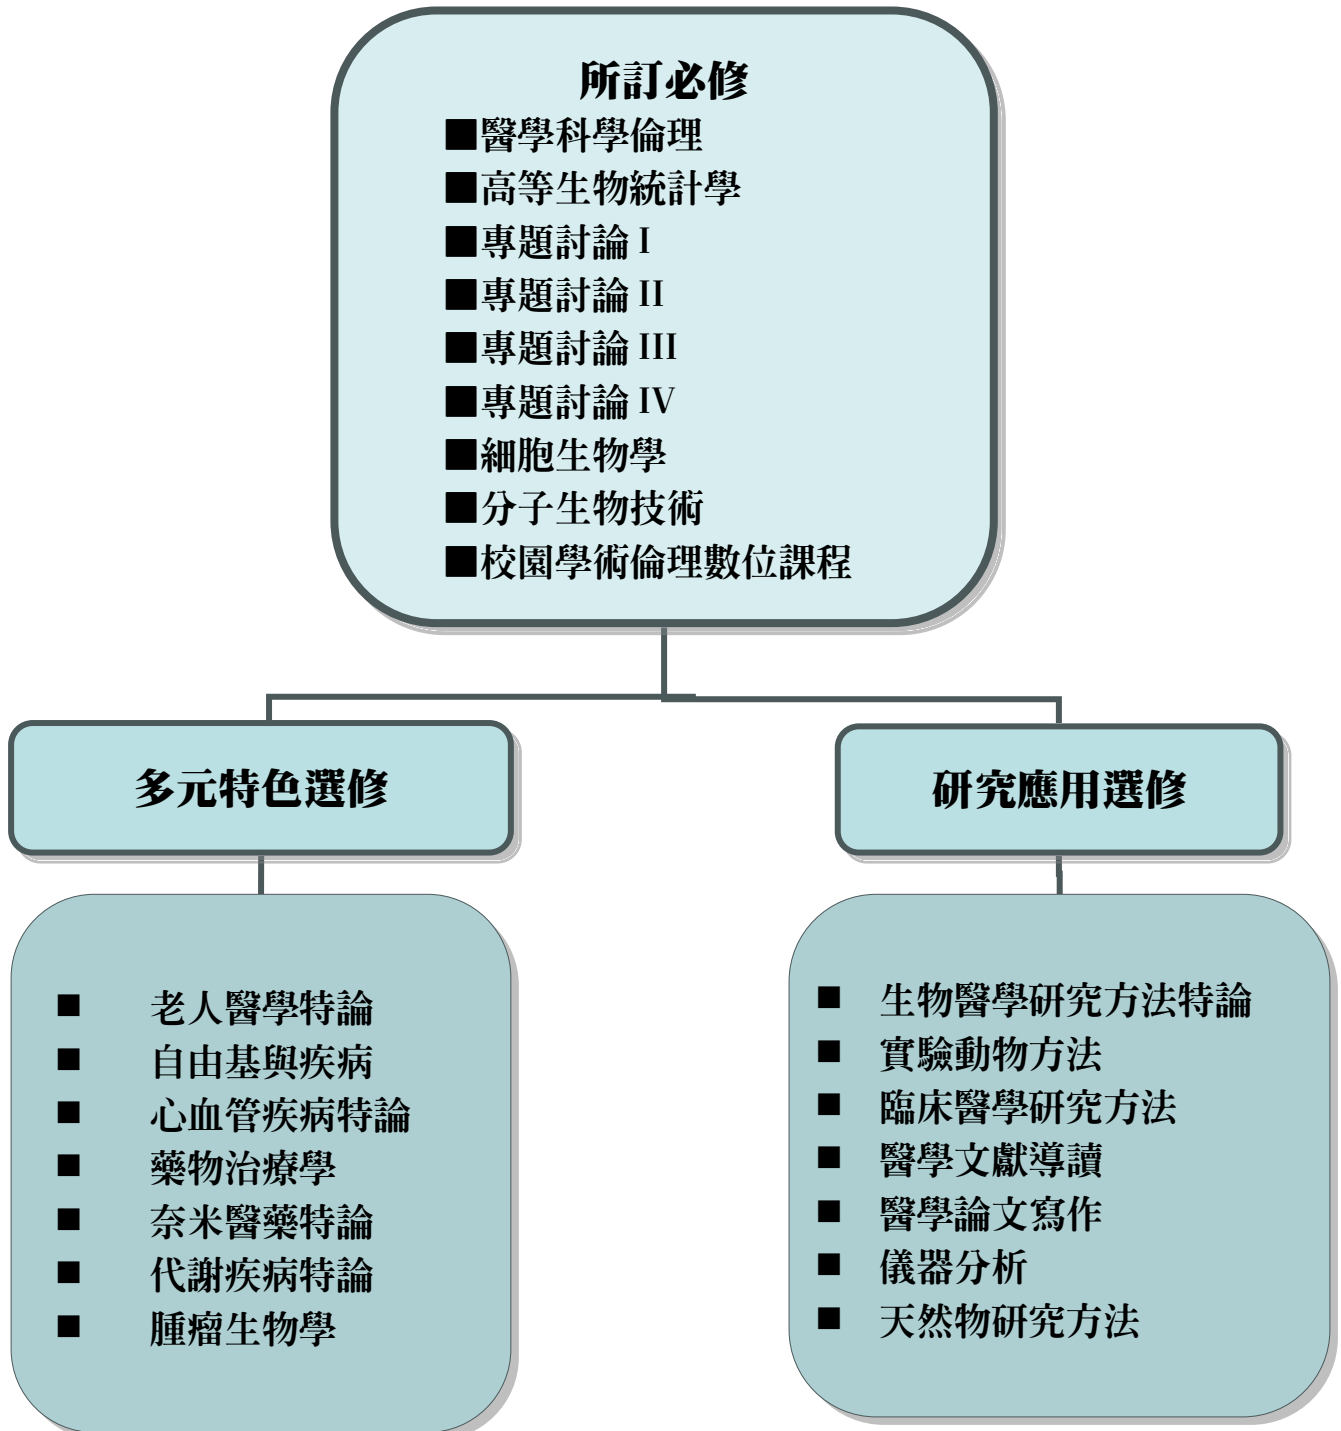 所訂必修
■醫學科學倫理
■高等生物統計學
■專題討論 I
■專題討論 II
■專題討論 III
■專題討論 IV
■細胞生物學
■分子生物技術
■校園學術倫理數位課程
多元特色選修
■ 老人醫學特論
■ 自由基與疾病
■ 心血管疾病特論
■ 藥物治療學
■ 奈米醫藥特論
■ 代謝疾病特論
■ 腫瘤生物學
研究應用選修
■ 生物醫學研究方法特論
■ 實驗動物方法
■ 臨床醫學研究方法
■ 醫學文獻導讀
■ 醫學論文寫作
■ 儀器分析
■ 天然物研究方法